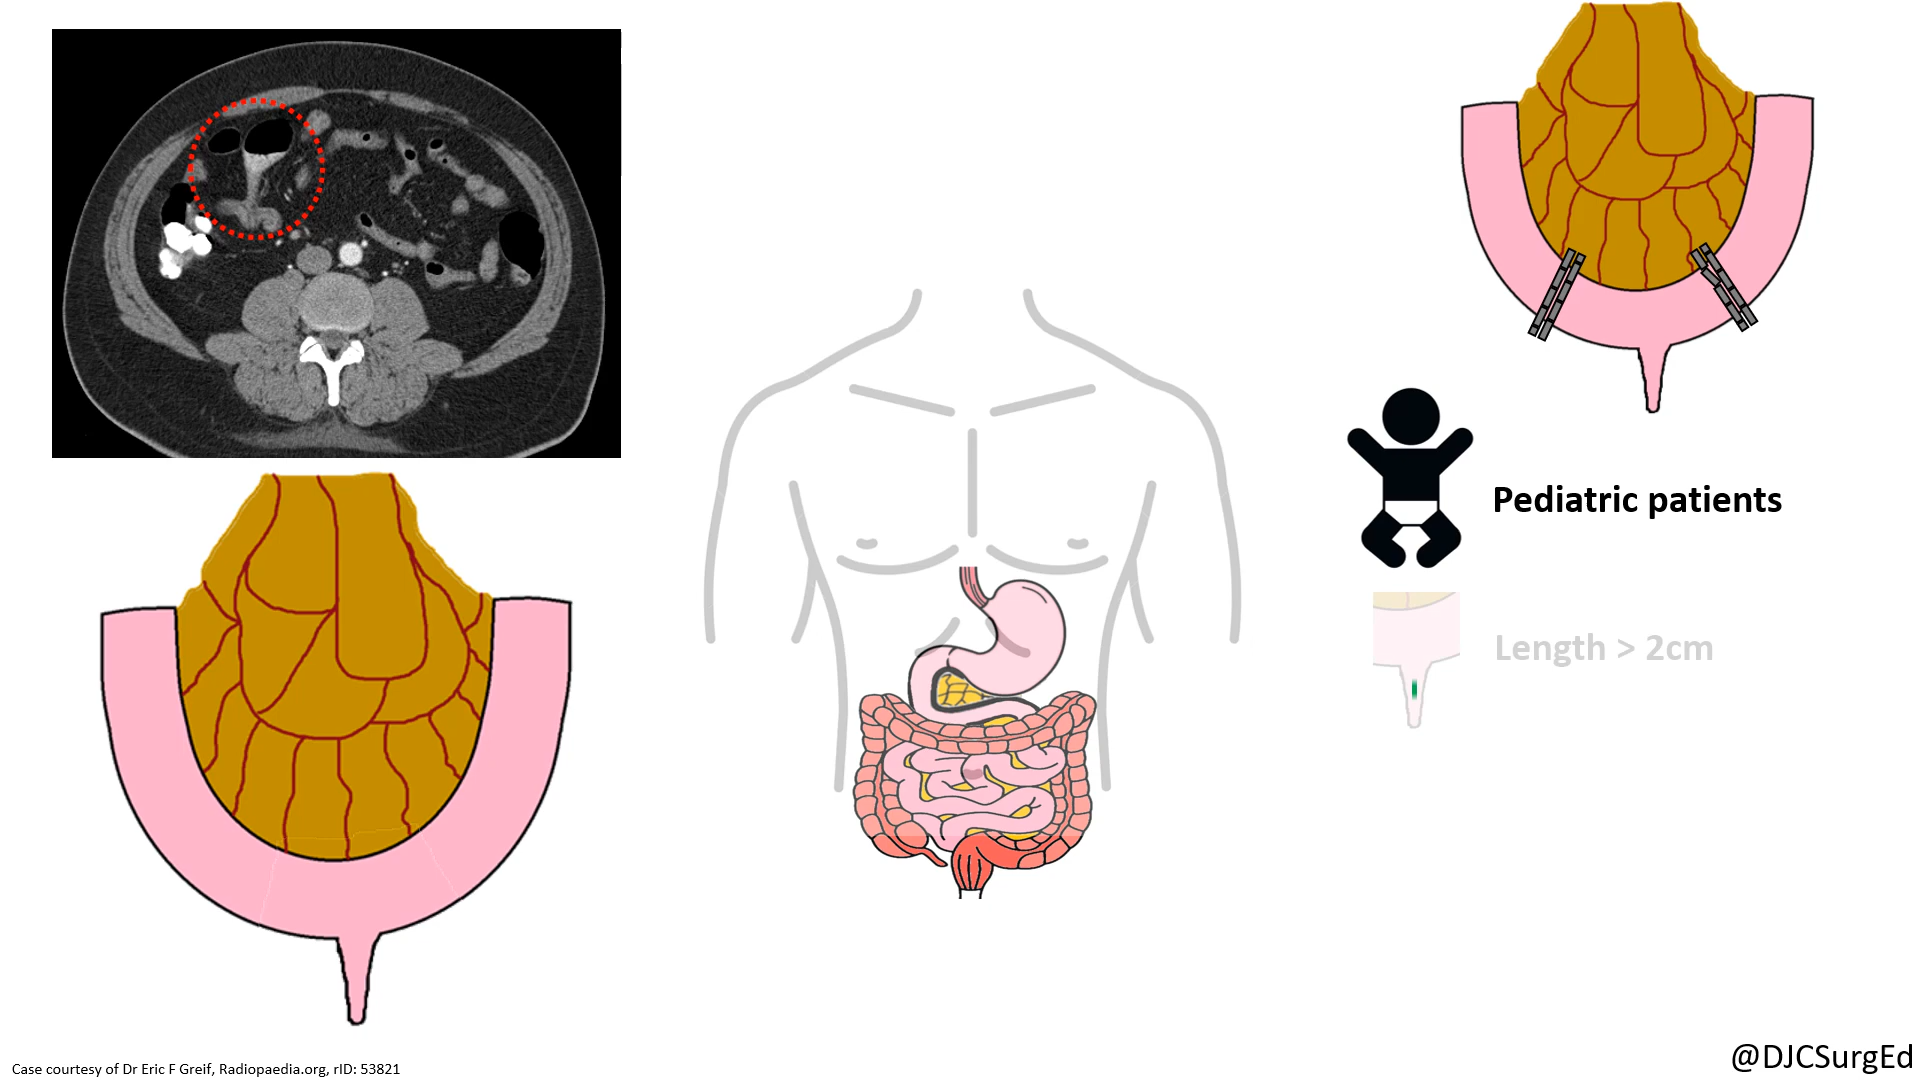 Pediatric patients
Length > 2cm
Case courtesy of Dr Eric F Greif, Radiopaedia.org, rID: 53821
@DJCSurgEd